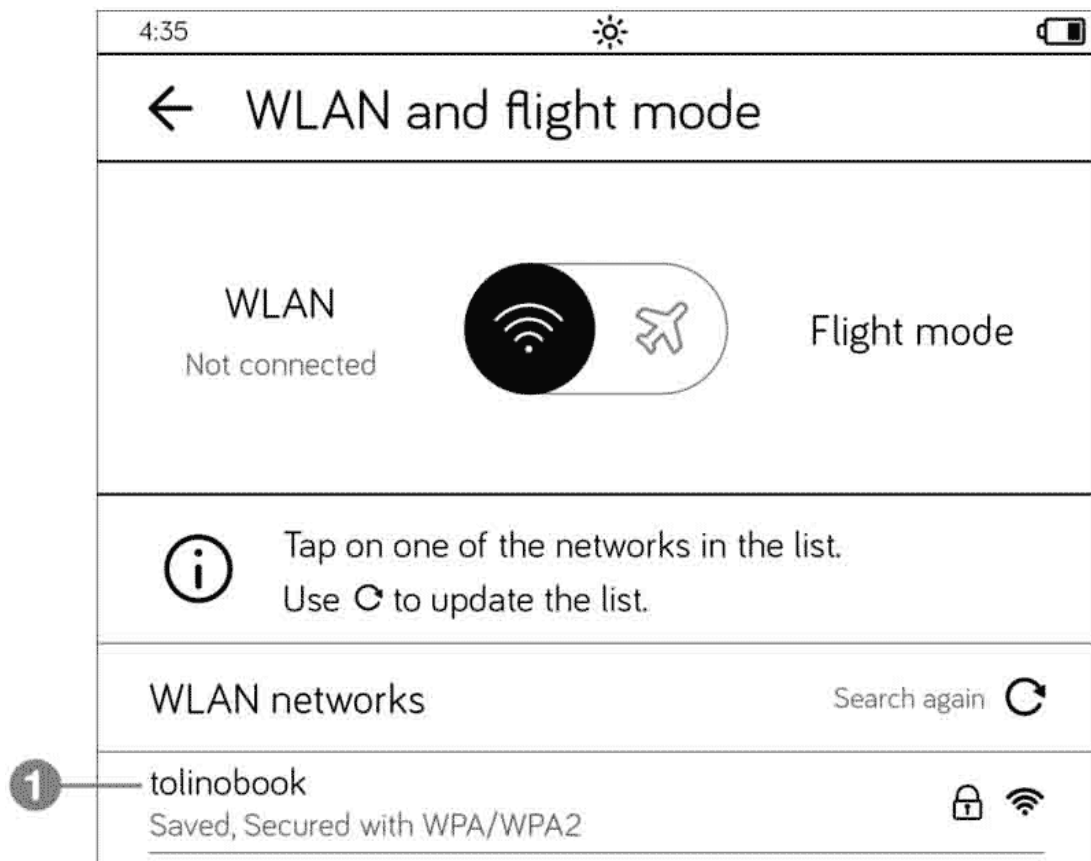 4:35
WLAN and flight mode
WLAN
Not connected
Flight mode
Tap on one of the networks in the list.
Use to update the list.
WLAN networks
Search again
1
tolinobook
Saved, Secured with WPA/WPA2